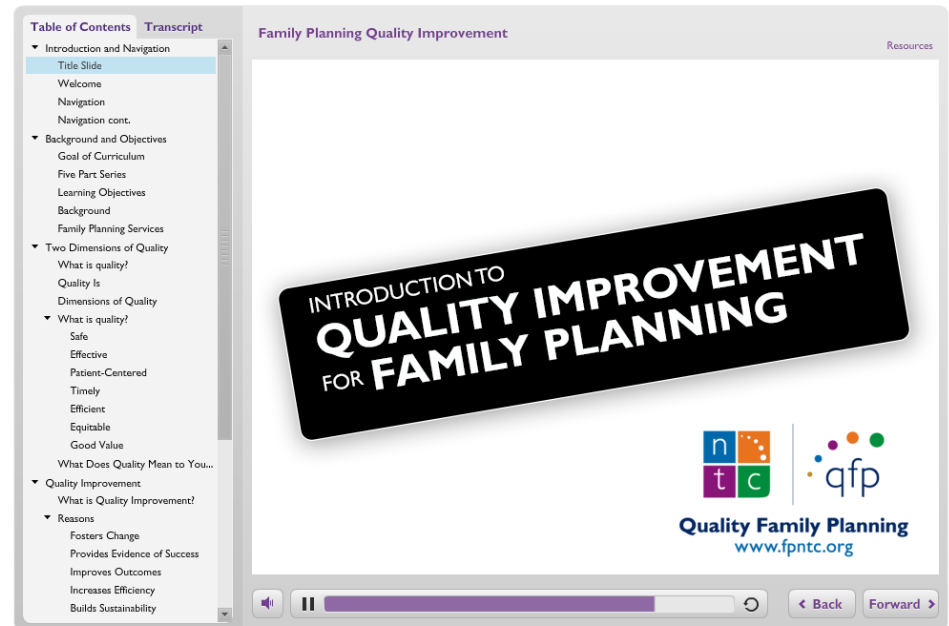 Table of Contents Transcript
Introduction and Navigation
Title Slide
Welcome
Navigation
Navigation cont.
Background and Objectives
Goal of Curriculum
Five Part Series
Learning Objectives
Background
Family Planning Services
Two Dimensions of Quality
What is quality?
Quality Is
Dimensions of Quality
What is quality?
Safe
Effective
Patient-Centered
Timely
Efficient
Equitable
Good Value
What Does Quality Mean to You...
Quality Improvement
What is Quality Improvement?
Reasons
Fosters Change
Provides Evidence of Success
Improves Outcomes
Increases Efficiency
Builds Sustainability
Family Planning Quality Improvement
Resources
INTRODUCTION TO
QUALITY IMPROVEMENT
FOR FAMILY PLANNING
n
t c
qfp
Quality Family Planning
www.fpntc.org
Back Forward